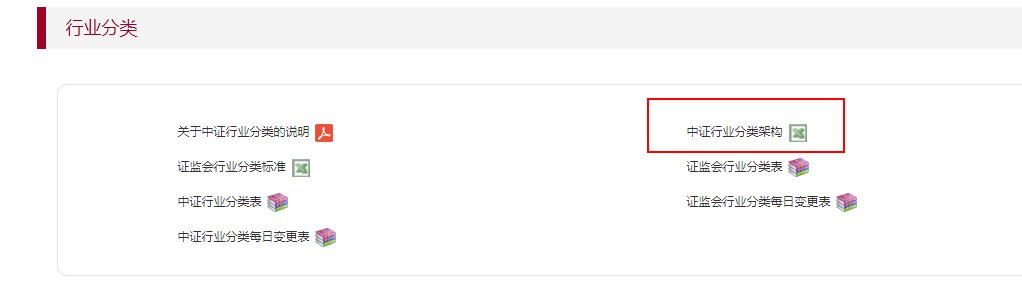 行业分类
关于中证行业分类的说明
中证行业分类架构
证监会行业分类标准
证监会行业分类表
中证行业分类表
证监会行业分类每日变更表
中证行业分类每日变更表